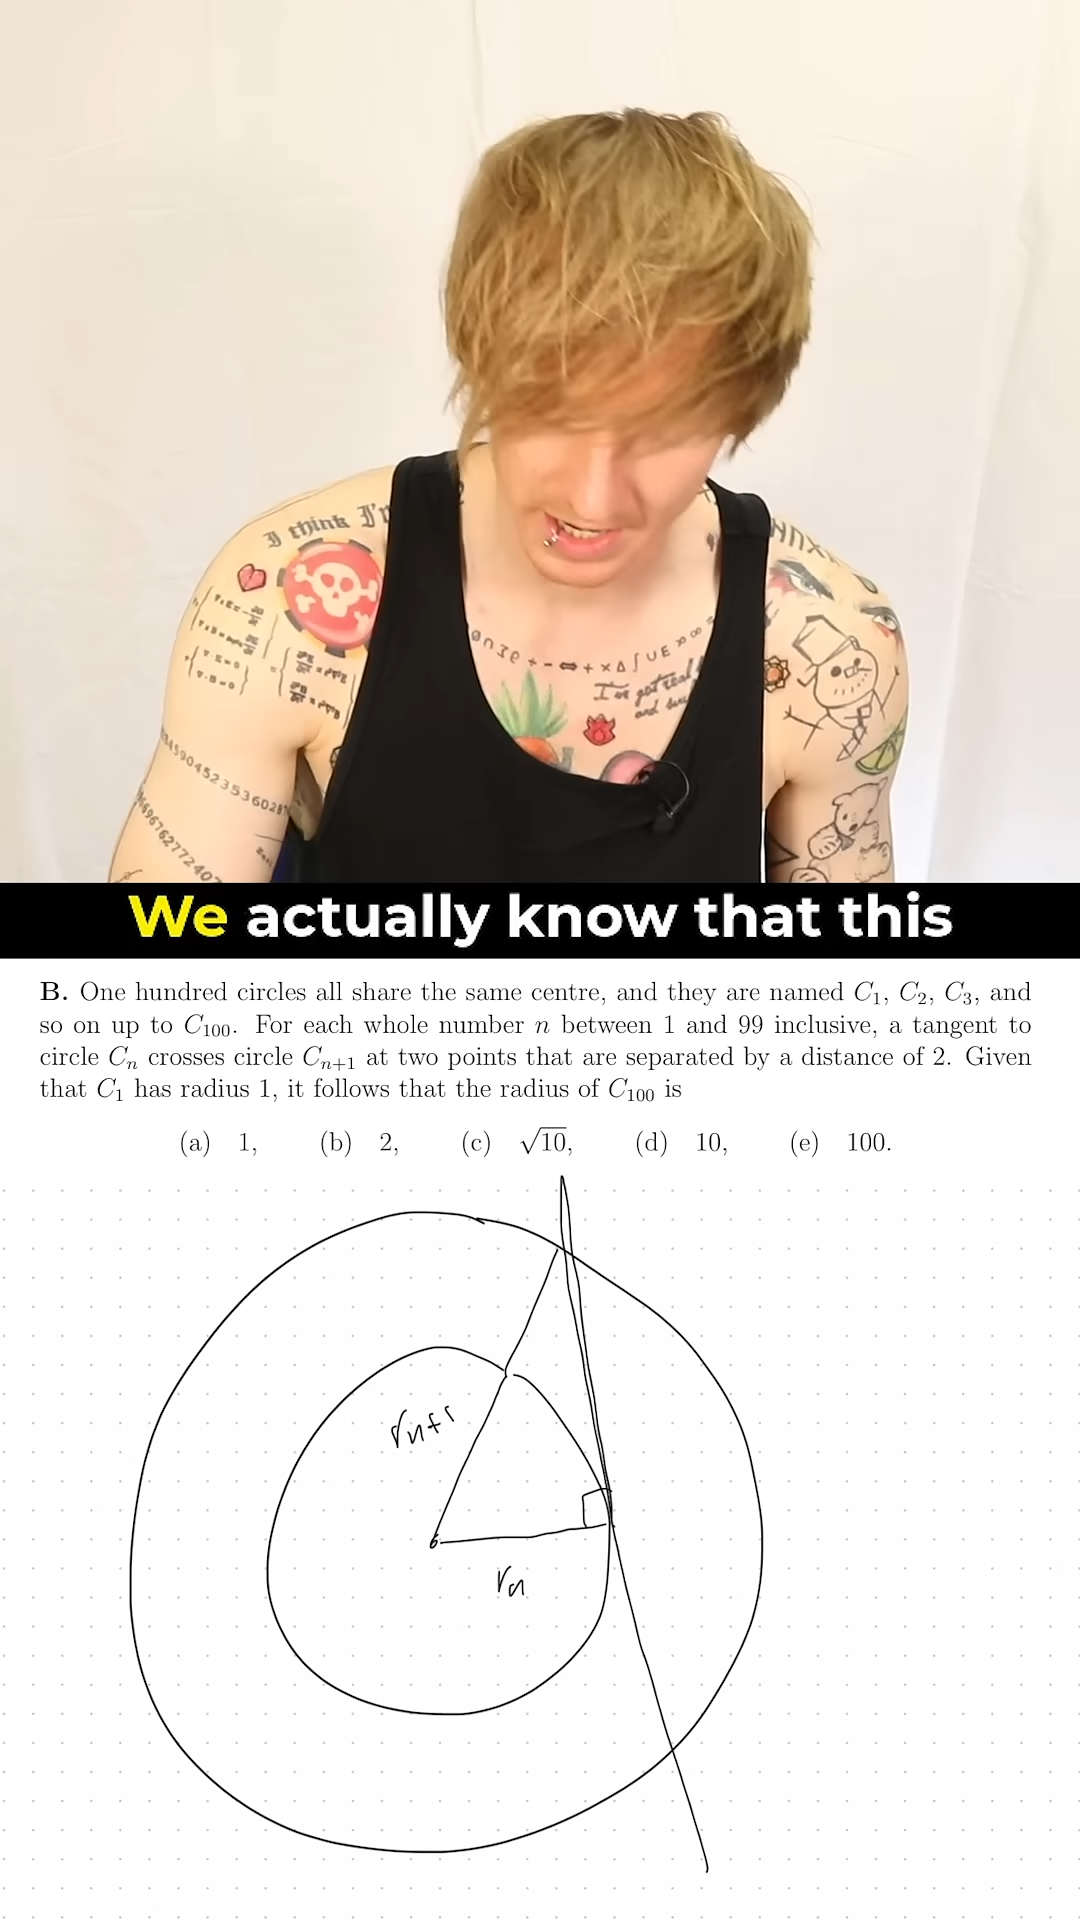 I think I'm
I've got real
We actually know that this
B. One hundred circles all share the same centre, and they are named C₁, C₂, C₃, and
so on up to C₁₀₀. For each whole number n between 1 and 99 inclusive, a tangent to
circle Cₙ crosses circle Cₙ₊₁ at two points that are separated by a distance of 2. Given
that C₁ has radius 1, it follows that the radius of C₁₀₀ is
(a) 1, (b) 2, (c) √10, (d) 10, (e) 100.
rₙ₊₁
rₙ